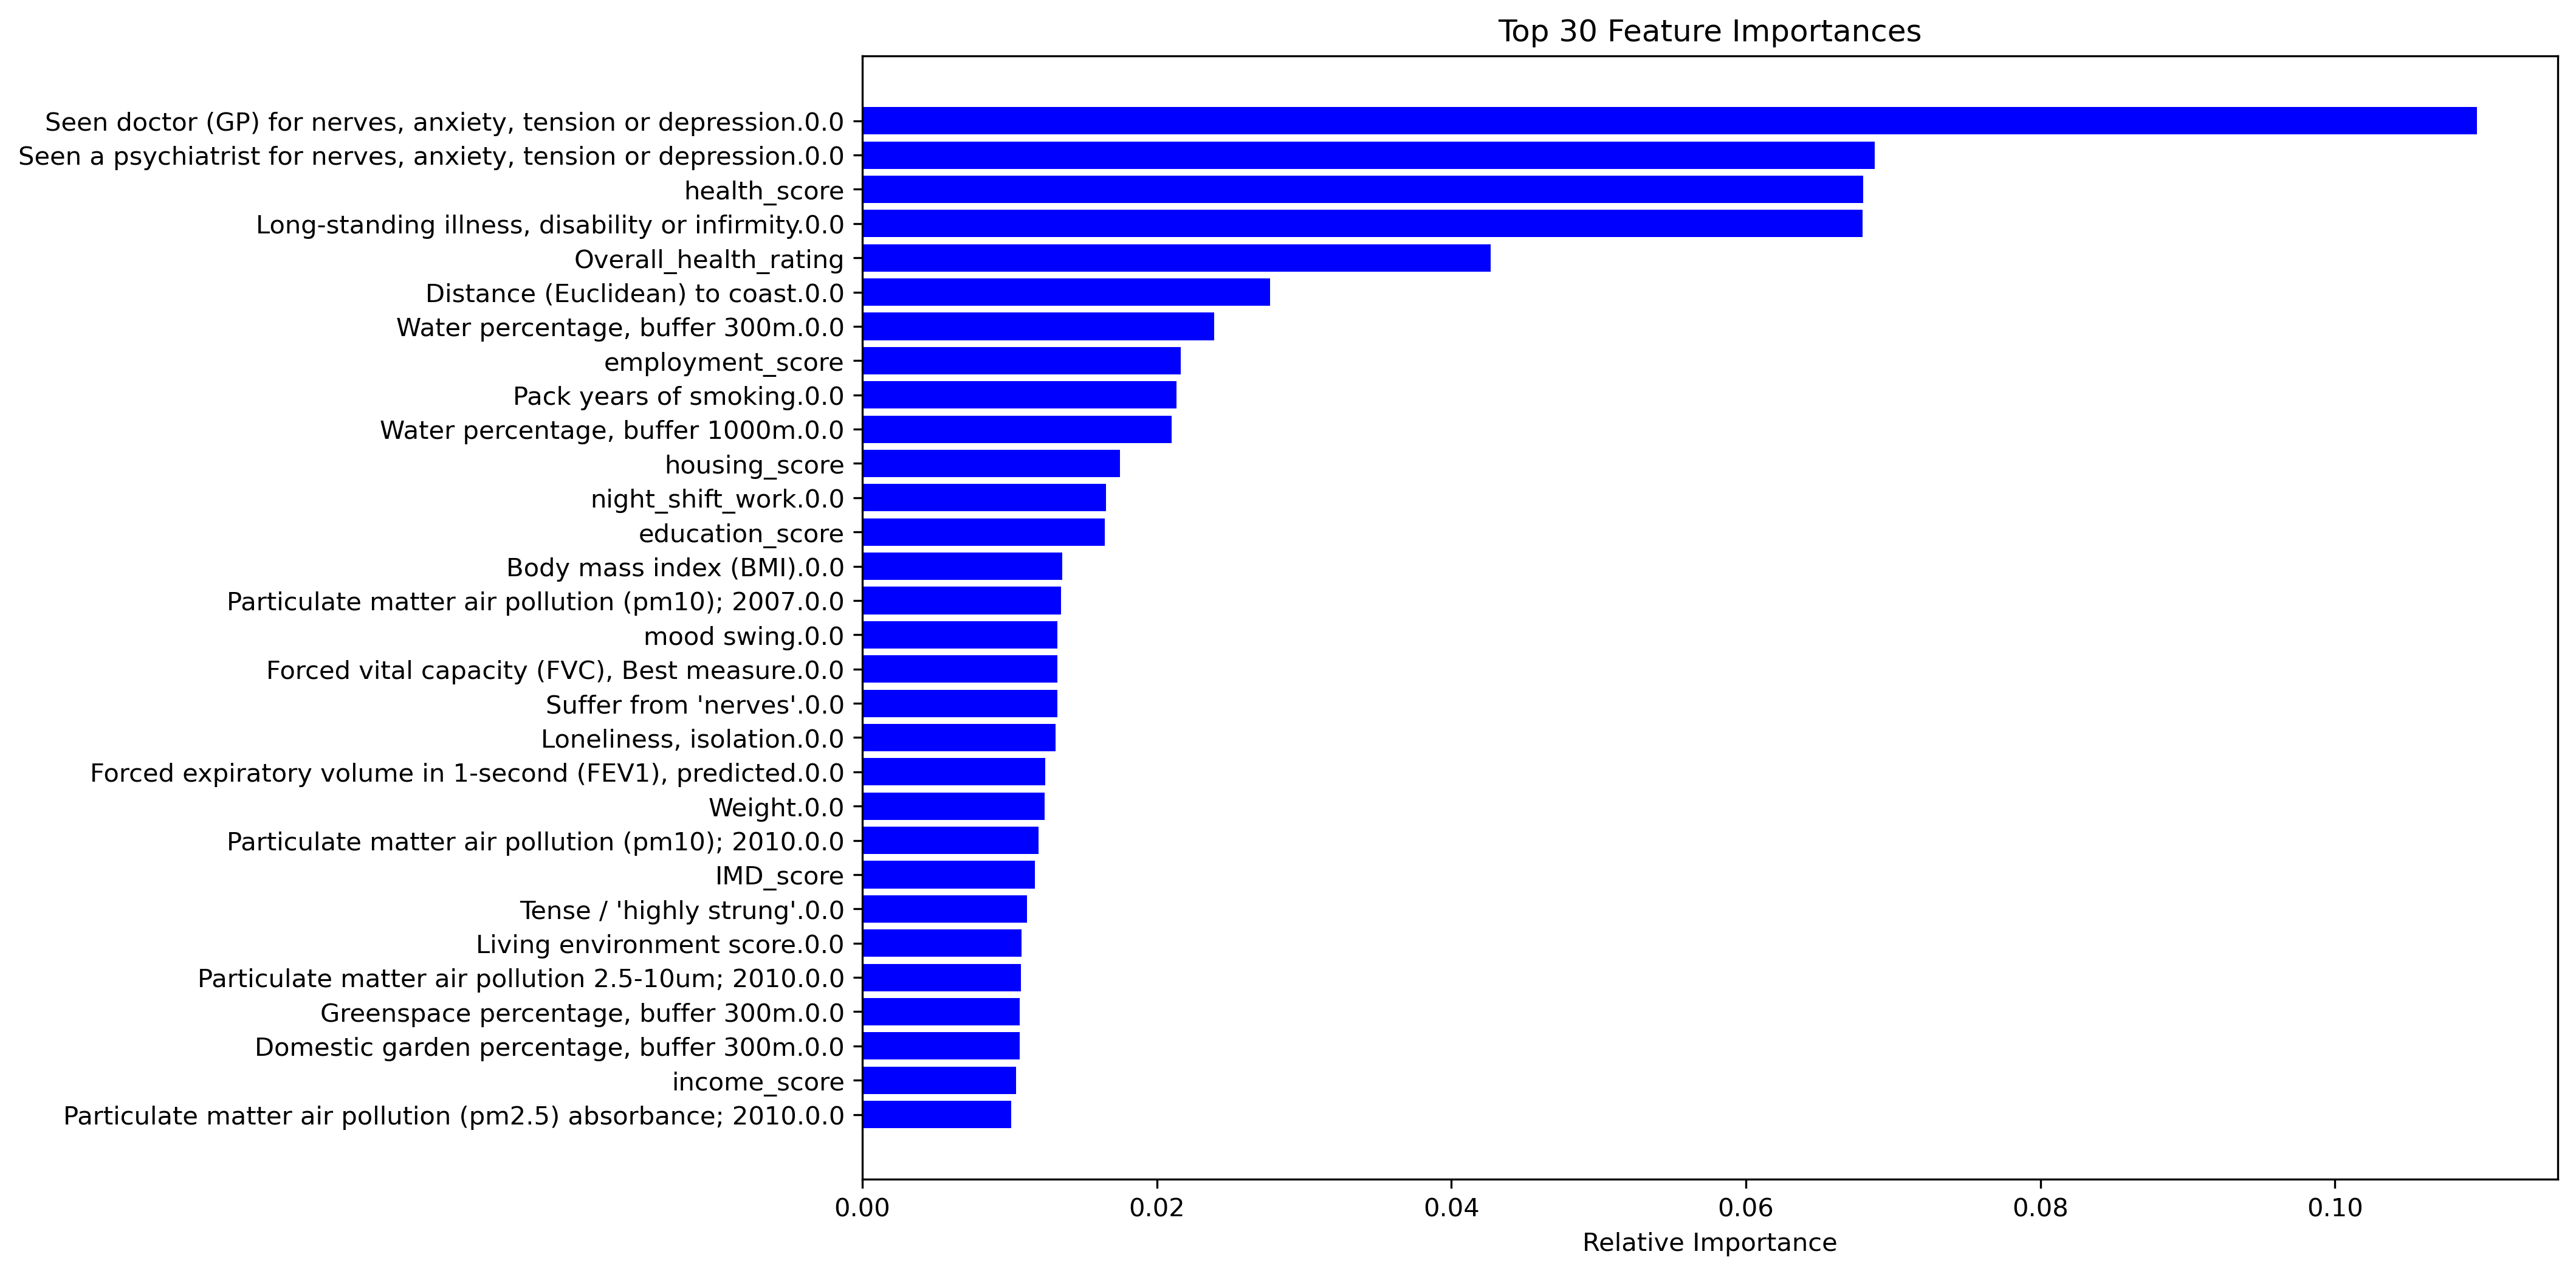 Top 30 Feature Importances
Seen doctor (GP) for nerves, anxiety, tension or depression.0.0
Seen a psychiatrist for nerves, anxiety, tension or depression.0.0
health_score
Long-standing illness, disability or infirmity.0.0
Overall_health_rating
Distance (Euclidean) to coast.0.0
Water percentage, buffer 300m.0.0
employment_score
Pack years of smoking.0.0
Water percentage, buffer 1000m.0.0
housing_score
night_shift_work.0.0
education_score
Body mass index (BMI).0.0
Particulate matter air pollution (pm10); 2007.0.0
mood swing.0.0
Forced vital capacity (FVC), Best measure.0.0
Suffer from 'nerves'.0.0
Loneliness, isolation.0.0
Forced expiratory volume in 1-second (FEV1), predicted.0.0
Weight.0.0
Particulate matter air pollution (pm10); 2010.0.0
IMD_score
Tense / 'highly strung'.0.0
Living environment score.0.0
Particulate matter air pollution 2.5-10um; 2010.0.0
Greenspace percentage, buffer 300m.0.0
Domestic garden percentage, buffer 300m.0.0
income_score
Particulate matter air pollution (pm2.5) absorbance; 2010.0.0
0.00 0.02 0.04 0.06 0.08 0.10
Relative Importance